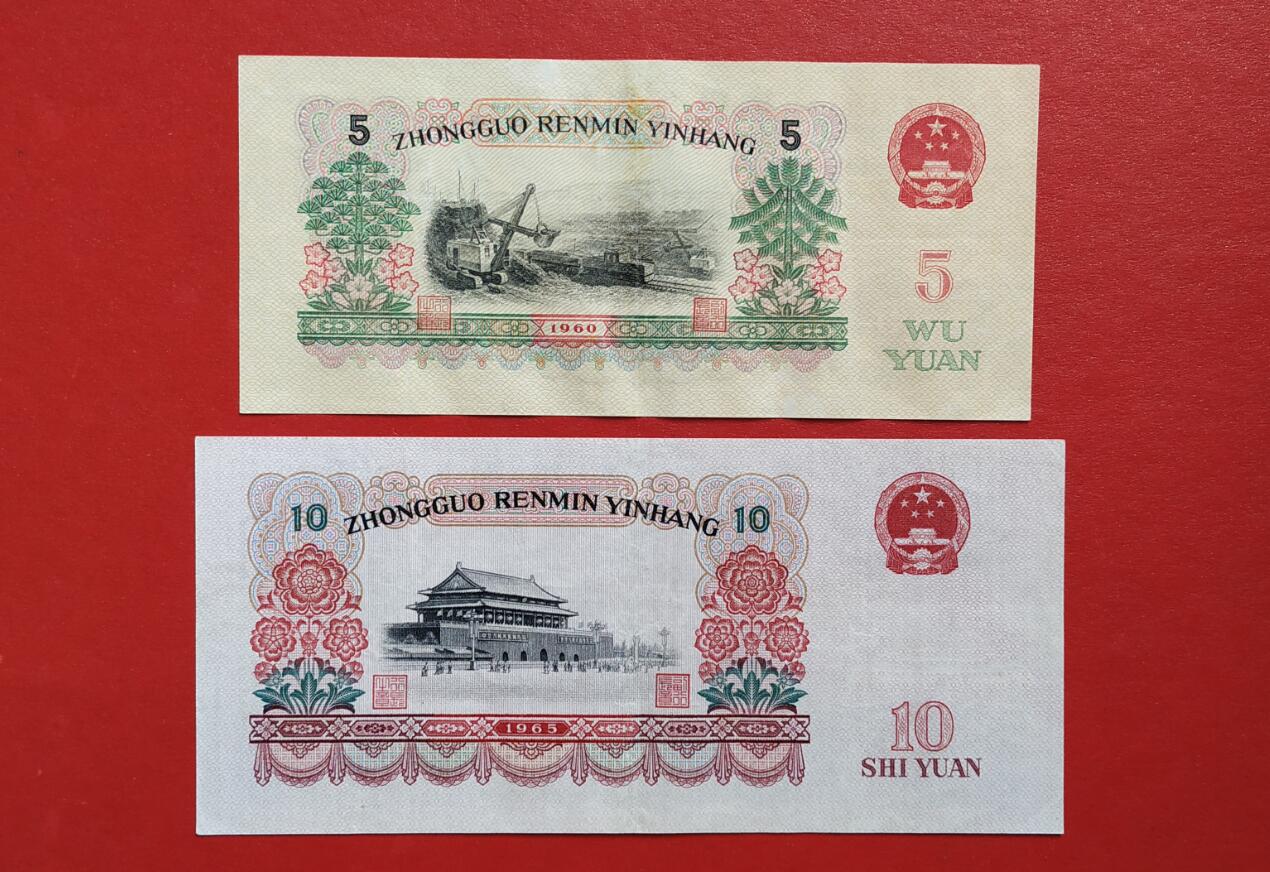 5 ZHONGGUO RENMIN YINHANG 5
1960
5
WU
YUAN
10 ZHONGGUO RENMIN YINHANG 10
1965
10
SHI YUAN